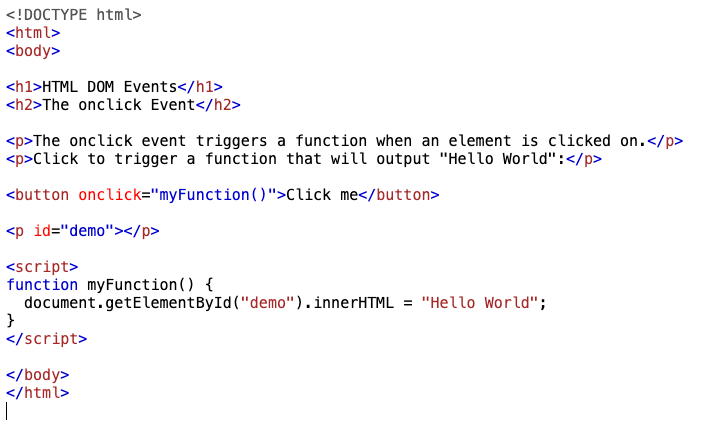 <!DOCTYPE html>
<html>
<body>

<h1>HTML DOM Events</h1>
<h2>The onclick Event</h2>

<p>The onclick event triggers a function when an element is clicked on.</p>
<p>Click to trigger a function that will output "Hello World":</p>

<button onclick="myFunction()">Click me</button>

<p id="demo"></p>

<script>
function myFunction() {
  document.getElementById("demo").innerHTML = "Hello World";
}
</script>

</body>
</html>